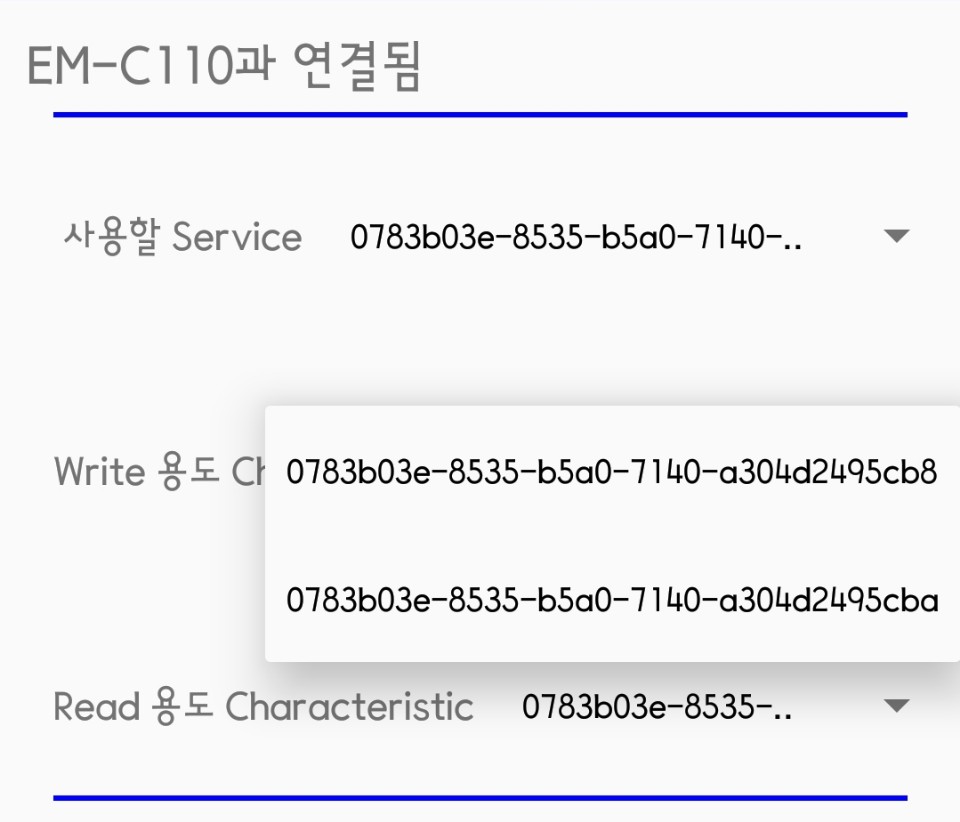 EM-C110과 연결됨
사용할 Service 0783b03e-8535-b5a0-7140-..
Write 용도 0783b03e-8535-b5a0-7140-a304d2495cb8
0783b03e-8535-b5a0-7140-a304d2495cba
Read 용도 Characteristic 0783b03e-8535-..